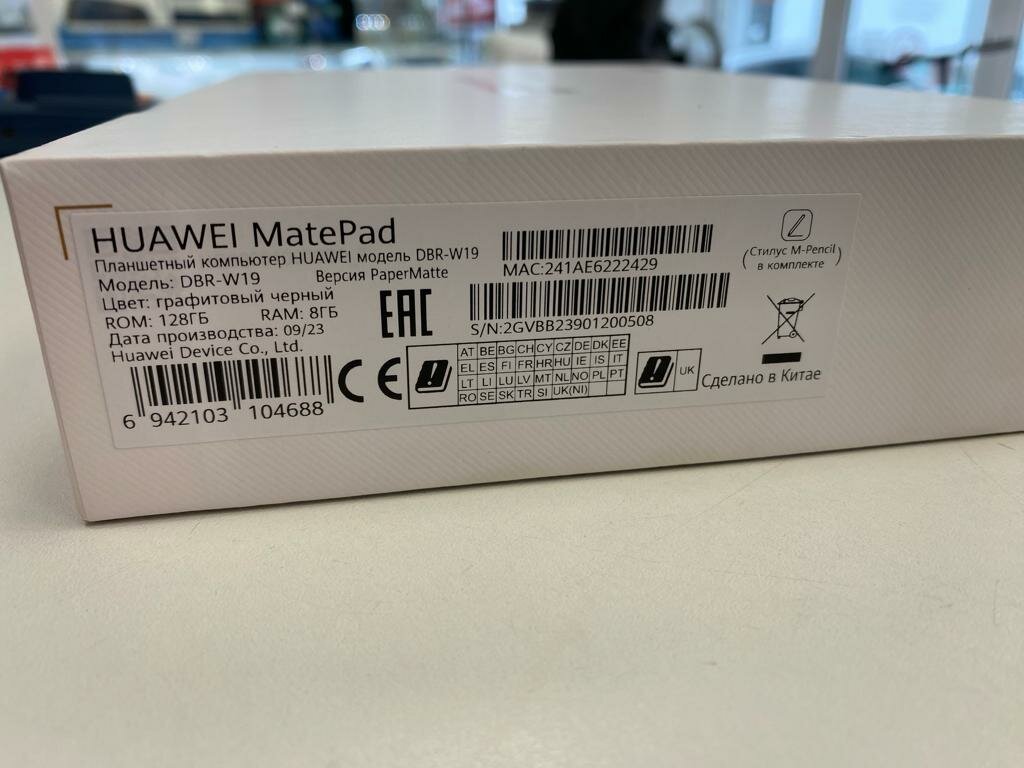 HUAWEI MatePad
Планшетный компьютер HUAWEI модель DBR-W19
Модель: DBR-W19 Версия PaperMatte
Цвет: графитовый черный
ROM: 128ГБ RAM: 8ГБ
Дата производства: 09/23
Huawei Device Co., Ltd.
6 942103 104688
EAC
CE
MAC:241AE6222429
S/N:2GVBB23901200508
AT BE BG CH CY CZ DE DK EE
EL ES FI FR HR HU IE IS IT
LT LI LU LV MT NL NO PL PT
RO SE SK TR SI UK(NI)
UK
(Стилус M-Pencil
в комплекте)
Сделано в Китае